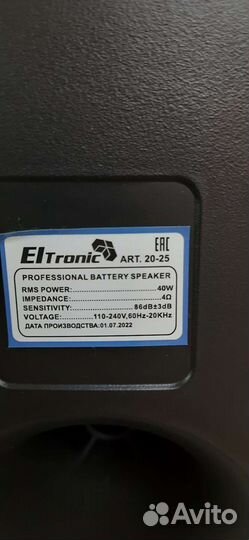 ElTronic ART. 20-25 EAC
PROFESSIONAL BATTERY SPEAKER
RMS POWER:...........................40W
IMPEDANCE:............................4Ω
SENSITIVITY:....................86dB±3dB
VOLTAGE:............110-240V,60Hz-20KHz
ДАТА ПРОИЗВОДСТВА:01.07.2022
Avito